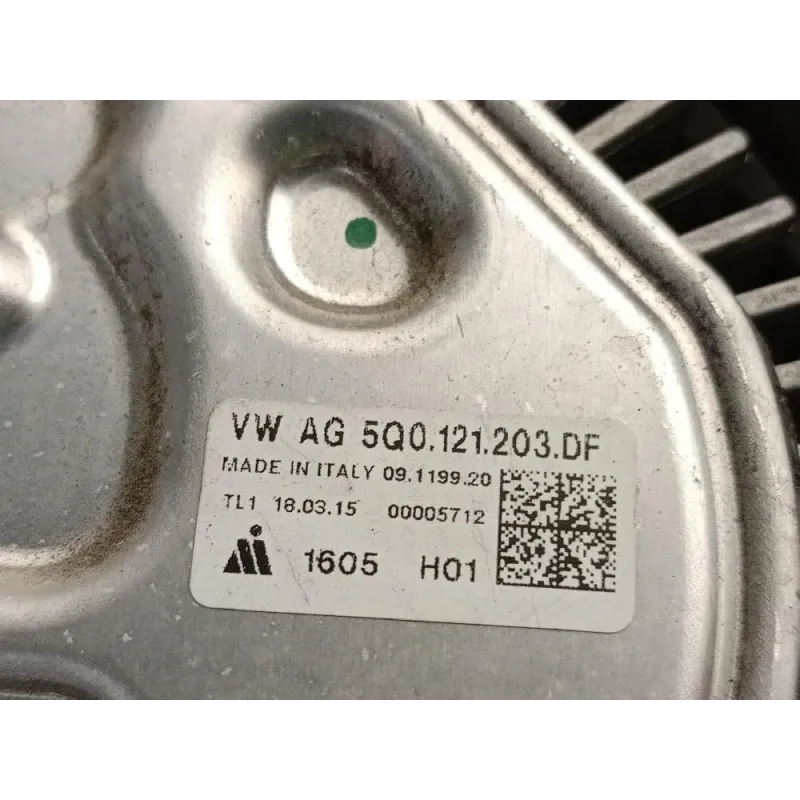 VW AG 5Q0.121.203.DF
MADE IN ITALY 09.1199.20
TL1 18.03.15 00005712
1605 H01